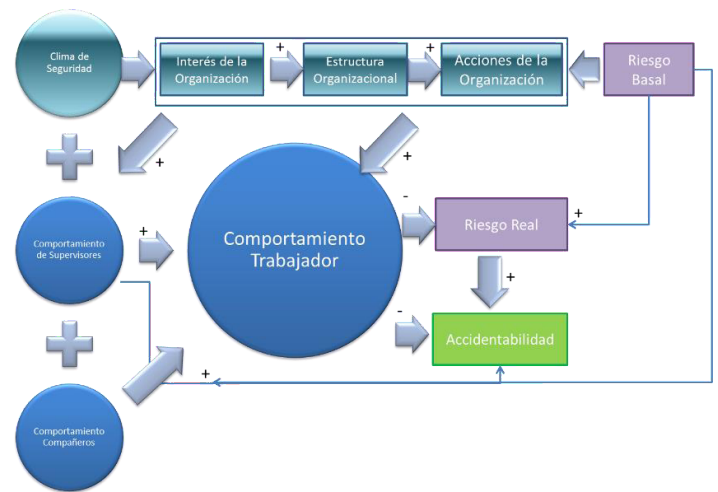 Clima de
Seguridad
Interés de la
Organización
+
Estructura
Organizacional
+
Acciones de la
Organización
Riesgo
Basal
+
+
Comportamiento
de Supervisores
+
Comportamiento
Trabajador
-
Riesgo Real
+
+
-
Accidentabilidad
+
Comportamiento
Compañeros